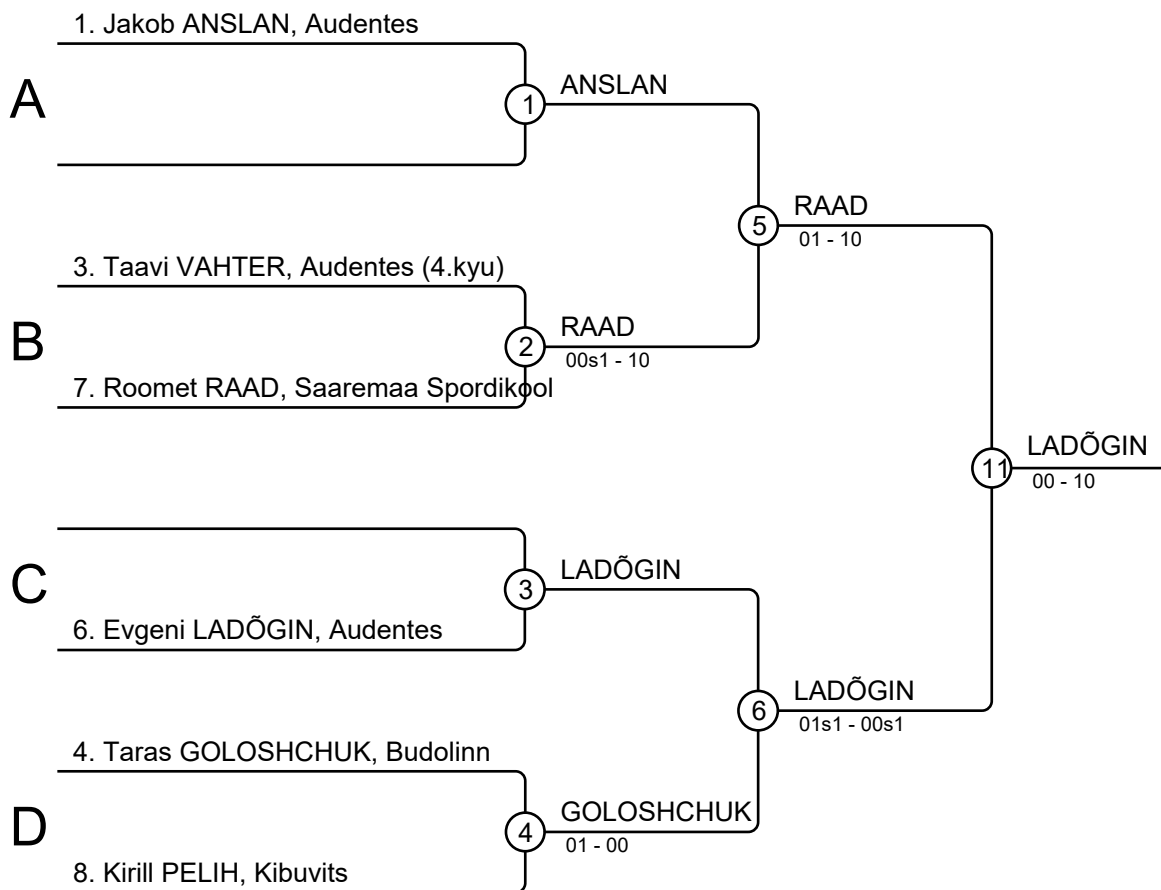 1. Jakob ANSLAN, Audentes
A
1
ANSLAN
5
RAAD
01 - 10
3. Taavi VAHTER, Audentes (4.kyu)
B
2
RAAD
00s1 - 10
7. Roomet RAAD, Saaremaa Spordikool
11
LADÕGIN
00 - 10
C
3
LADÕGIN
6. Evgeni LADÕGIN, Audentes
6
LADÕGIN
01s1 - 00s1
4. Taras GOLOSHCHUK, Budolinn
D
4
GOLOSHCHUK
01 - 00
8. Kirill PELIH, Kibuvits